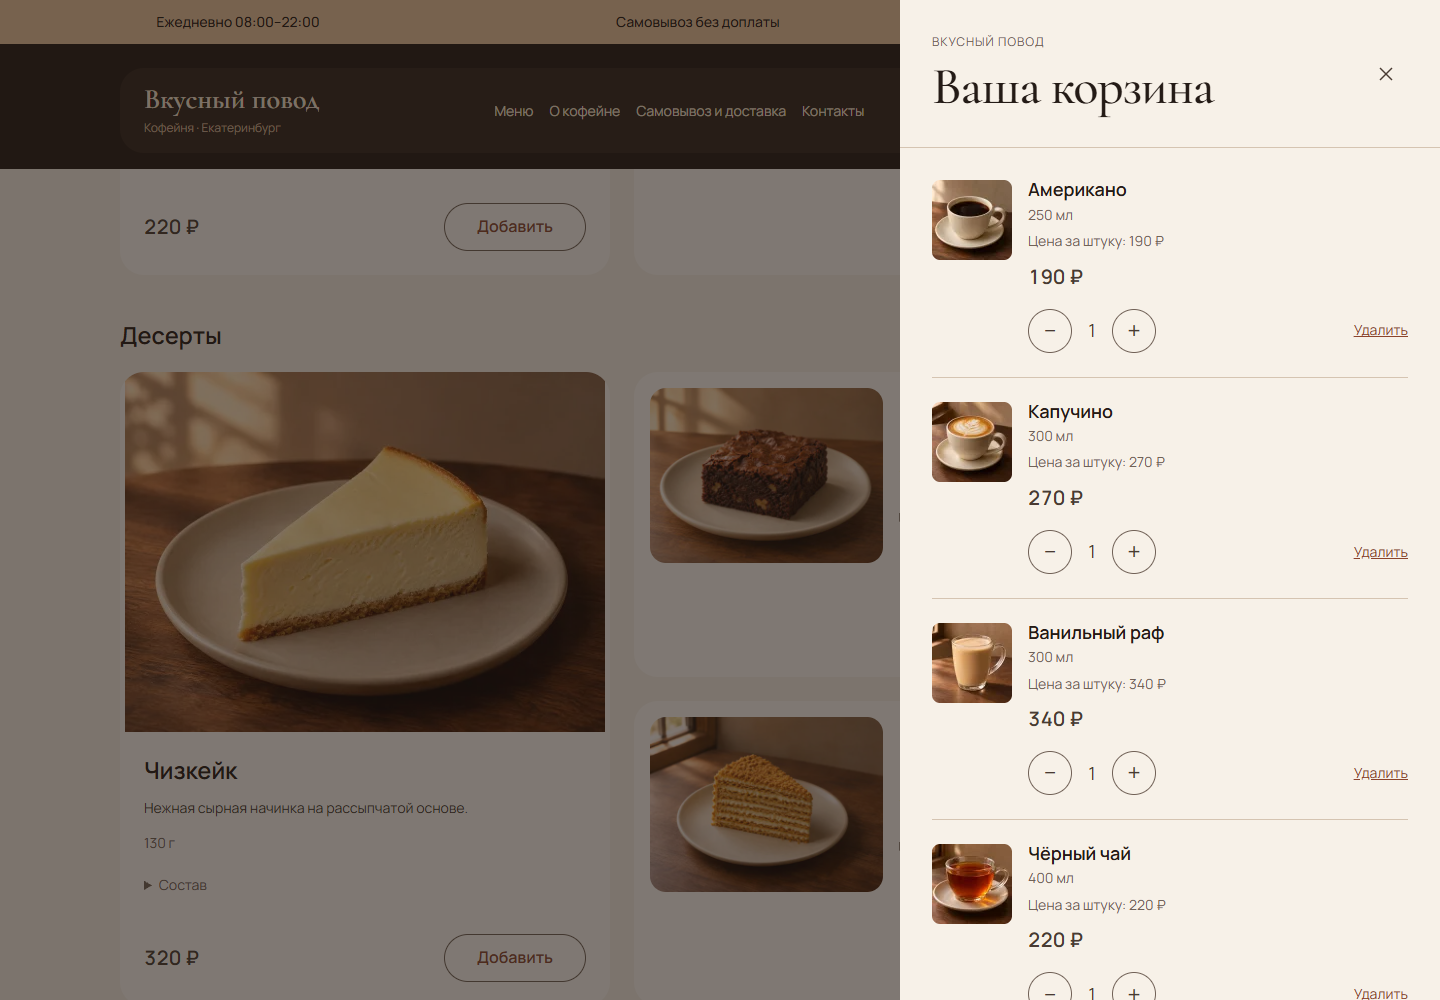 Ежедневно 08:00–22:00
Самовывоз без доплаты
Вкусный повод
Кофейня · Екатеринбург
Меню О кофейне Самовывоз и доставка Контакты
220 ₽
Добавить
Десерты
Чизкейк
Нежная сырная начинка на рассыпчатой основе.
130 г
Состав
320 ₽
Добавить
ВКУСНЫЙ ПОВОД
Ваша корзина
Американо
250 мл
Цена за штуку: 190 ₽
190 ₽
− 1 +
Удалить
Капучино
300 мл
Цена за штуку: 270 ₽
270 ₽
− 1 +
Удалить
Ванильный раф
300 мл
Цена за штуку: 340 ₽
340 ₽
− 1 +
Удалить
Чёрный чай
400 мл
Цена за штуку: 220 ₽
220 ₽
− 1 +
Удалить